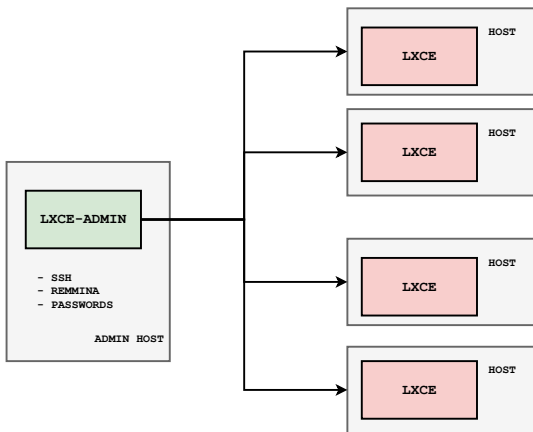 HOST
LXCE
HOST
LXCE
LXCE-ADMIN
- SSH
- REMMINA
- PASSWORDS
ADMIN HOST
HOST
LXCE
HOST
LXCE